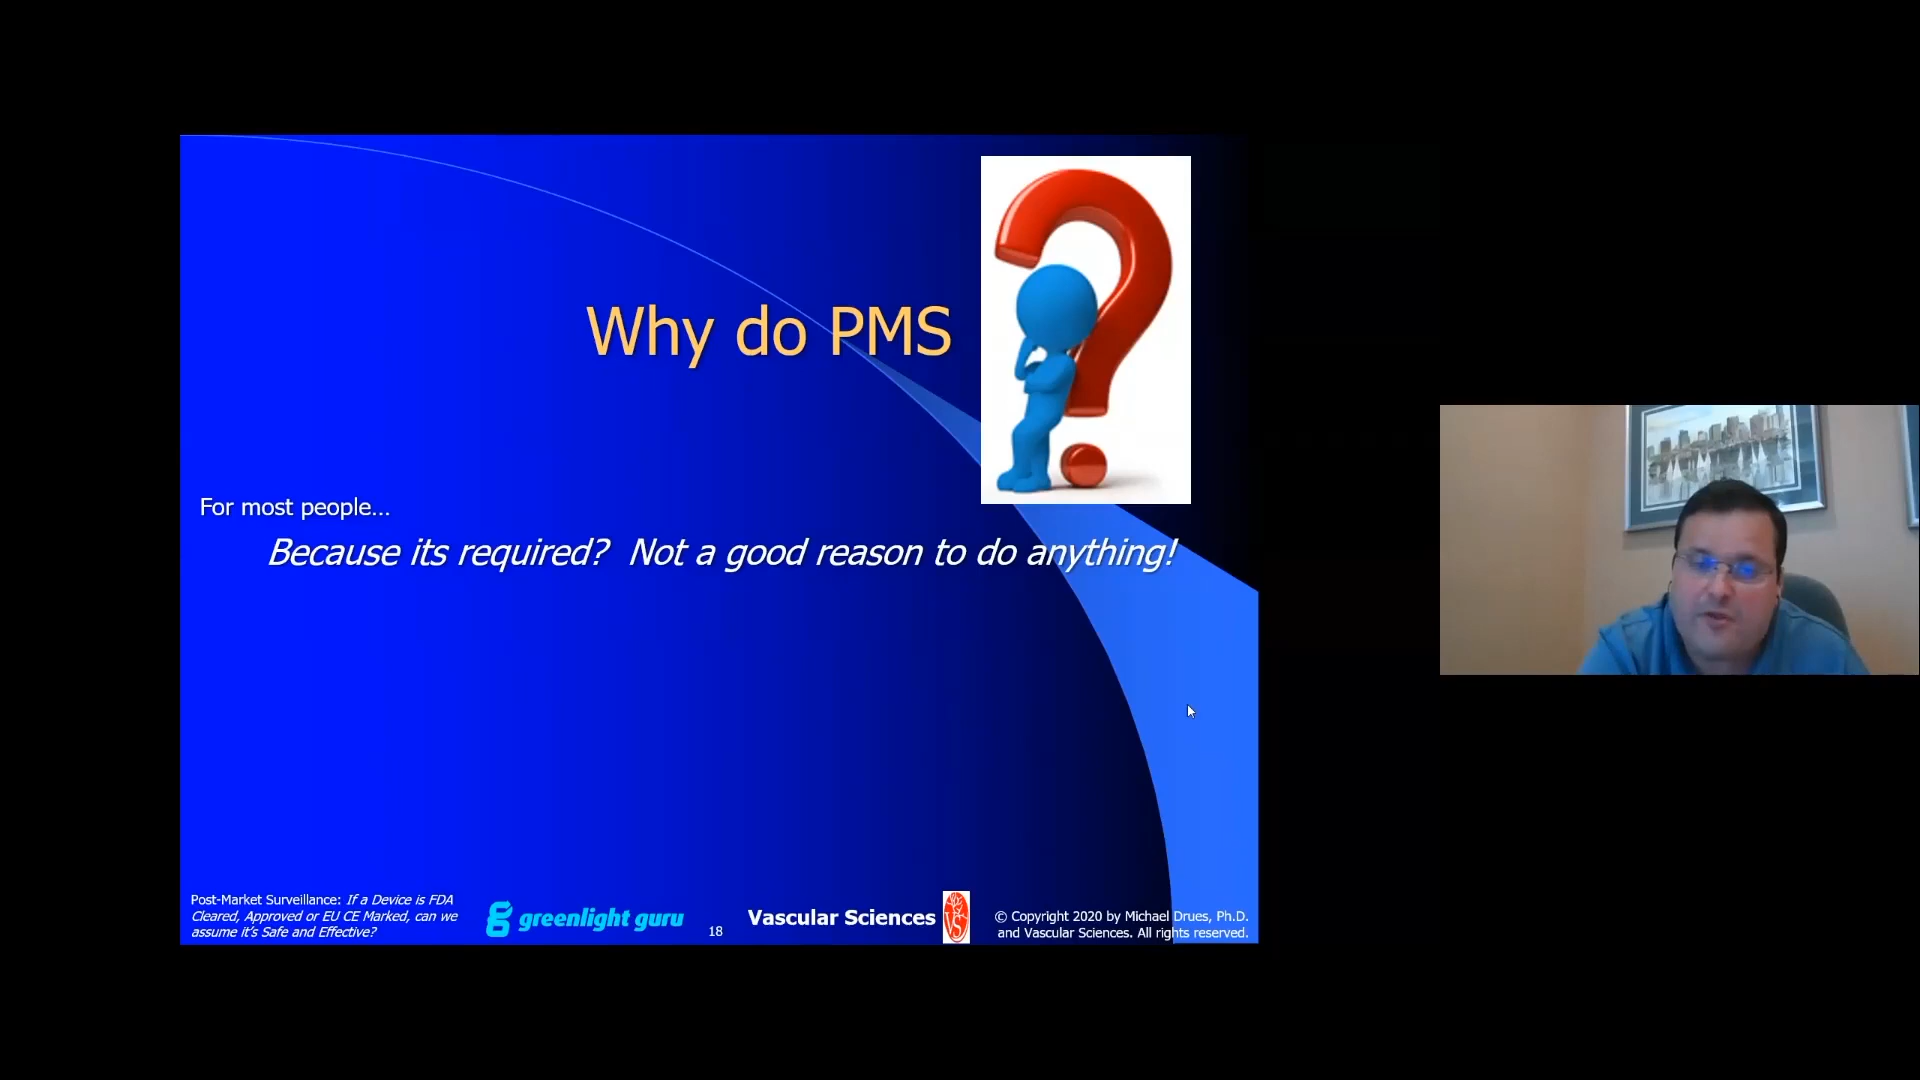 Why do PMS
For most people...
Because its required? Not a good reason to do anything!
Post-Market Surveillance: If a Device is FDA
Cleared, Approved or EU CE Marked, can we
assume it's Safe and Effective?
greenlight guru
18
Vascular Sciences
VS
© Copyright 2020 by Michael Drues, Ph.D.
and Vascular Sciences. All rights reserved.